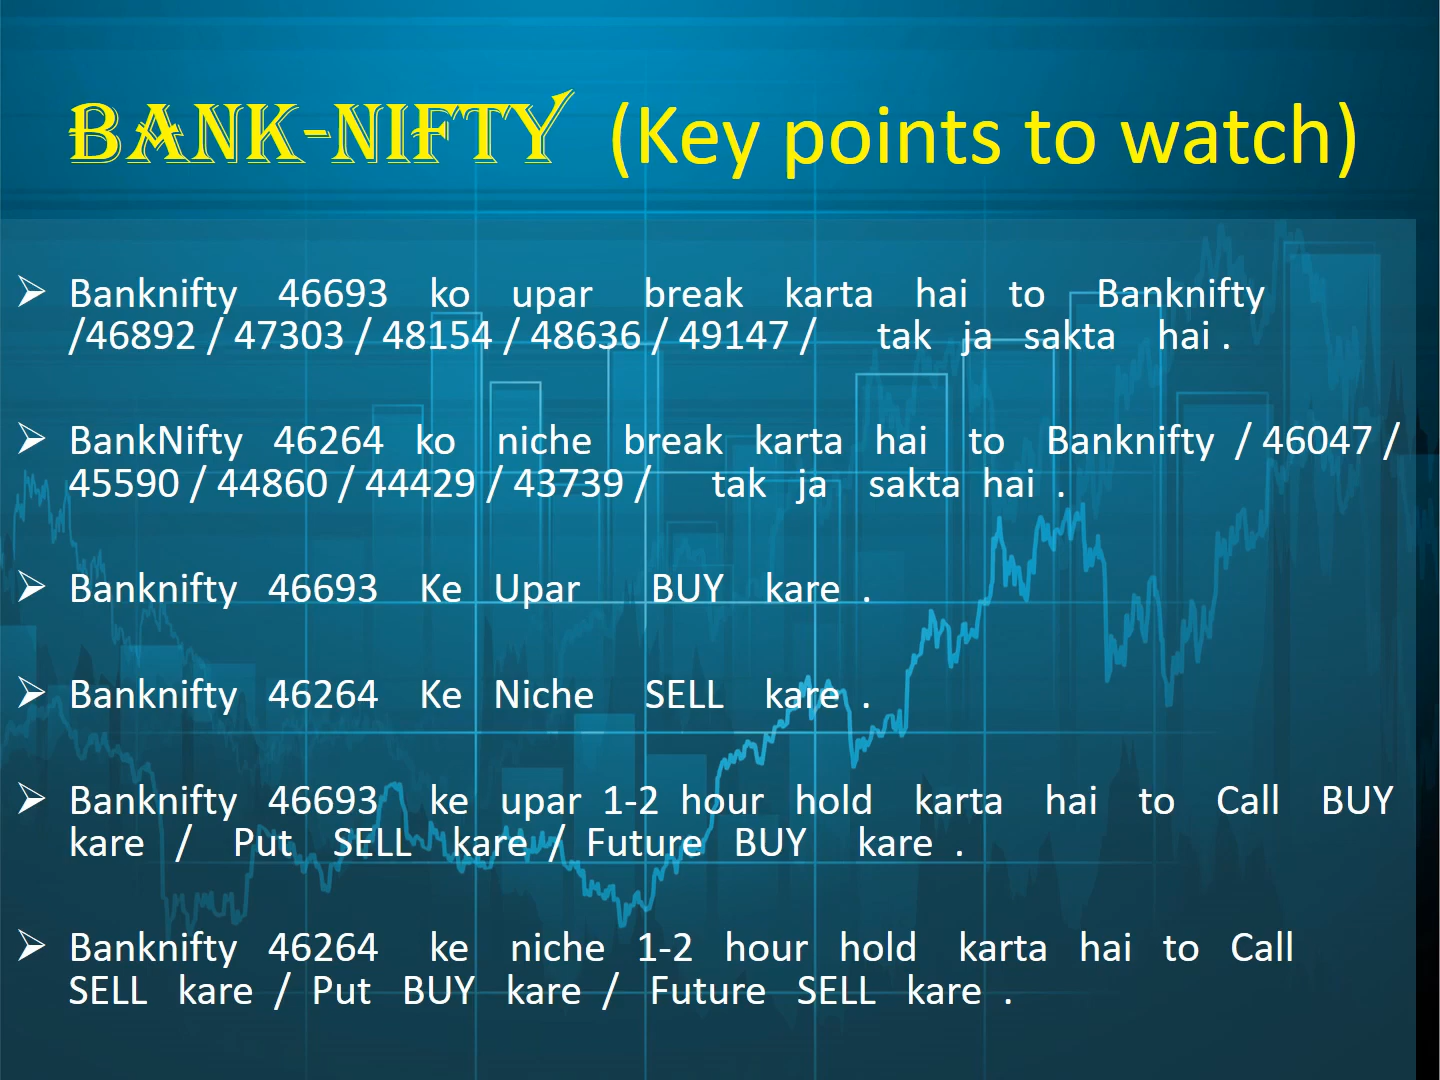 BANK-NIFTY (Key points to watch)
Banknifty 46693 ko upar break karta hai to Banknifty
/46892 / 47303 / 48154 / 48636 / 49147 / tak ja sakta hai .
BankNifty 46264 ko niche break karta hai to Banknifty / 46047 /
45590 / 44860 / 44429 / 43739 / tak ja sakta hai .
Banknifty 46693 Ke Upar BUY kare .
Banknifty 46264 Ke Niche SELL kare .
Banknifty 46693 ke upar 1-2 hour hold karta hai to Call BUY
kare / Put SELL kare / Future BUY kare .
Banknifty 46264 ke niche 1-2 hour hold karta hai to Call
SELL kare / Put BUY kare / Future SELL kare .